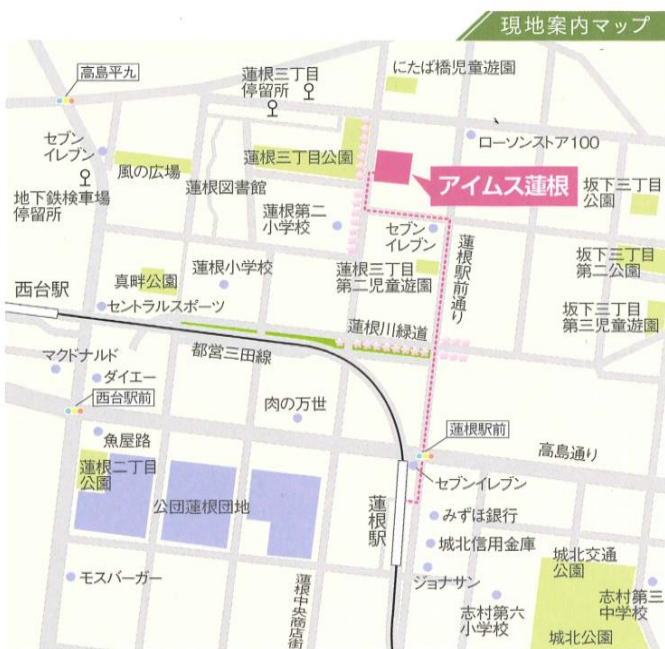 現地案内マップ
高島平九
蓮根三丁目
停留所
にたば橋児童遊園
セブン
イレブン
風の広場
蓮根三丁目公園
ローソンストア100
地下鉄検車場
停留所
蓮根図書館
アイムス蓮根
坂下三丁目
公園
蓮根第二
小学校
セブン
イレブン
蓮根駅前通り
西台駅
真畔公園
蓮根小学校
蓮根三丁目
第二児童遊園
坂下三丁目
第二公園
セントラルスポーツ
坂下三丁目
第三児童遊園
蓮根川緑道
都営三田線
マクドナルド
ダイエー
西台駅前
肉の万世
蓮根駅前
魚屋路
高島通り
蓮根二丁目
公園
セブンイレブン
公団蓮根団地
蓮根駅
みずほ銀行
城北信用金庫
城北交通
公園
モスバーガー
ジョナサン
蓮根中央商店街
志村第六
小学校
志村第三
中学校
城北公園